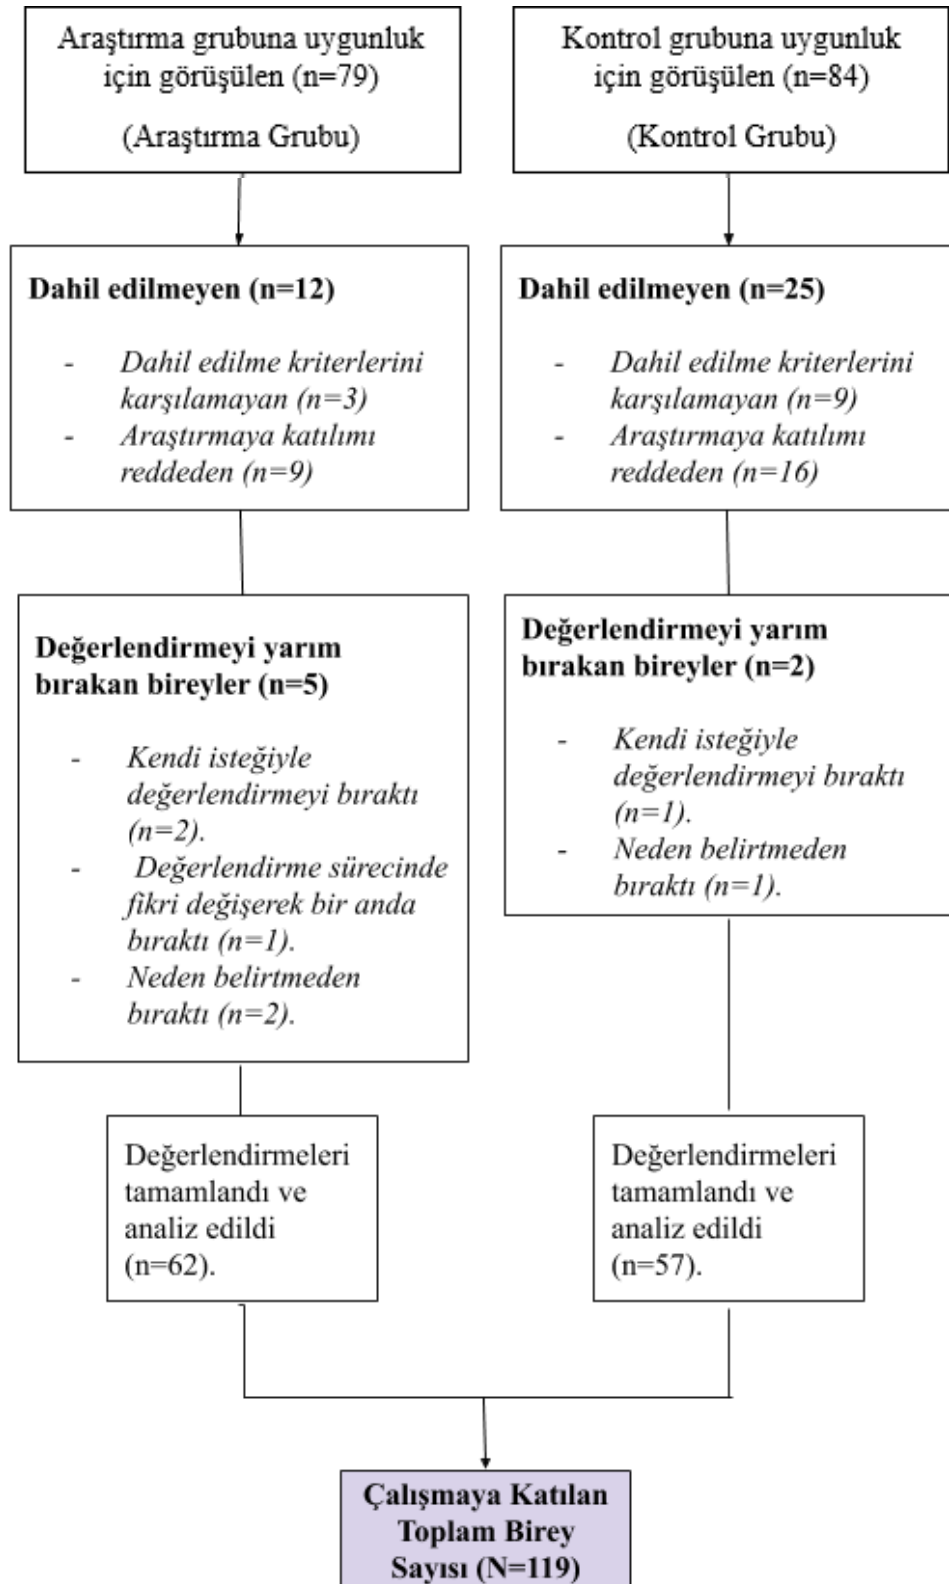 Araştırma grubuna uygunluk
için görüşülen (n=79)
(Araştırma Grubu)
Kontrol grubuna uygunluk
için görüşülen (n=84)
(Kontrol Grubu)
Dahil edilmeyen (n=12)
- Dahil edilme kriterlerini
karşılamayan (n=3)
- Araştırmaya katılımı
reddeden (n=9)
Dahil edilmeyen (n=25)
- Dahil edilme kriterlerini
karşılamayan (n=9)
- Araştırmaya katılımı
reddeden (n=16)
Değerlendirmeyi yarım
bırakan bireyler (n=5)
- Kendi isteğiyle
değerlendirmeyi bıraktı
(n=2).
- Değerlendirme sürecinde
fikri değişerek bir anda
bıraktı (n=1).
- Neden belirtmeden
bıraktı (n=2).
Değerlendirmeyi yarım
bırakan bireyler (n=2)
- Kendi isteğiyle
değerlendirmeyi bıraktı
(n=1).
- Neden belirtmeden
bıraktı (n=1).
Değerlendirmeleri
tamamlandı ve
analiz edildi
(n=62).
Değerlendirmeleri
tamamlandı ve
analiz edildi
(n=57).
Çalışmaya Katılan
Toplam Birey
Sayısı (N=119)